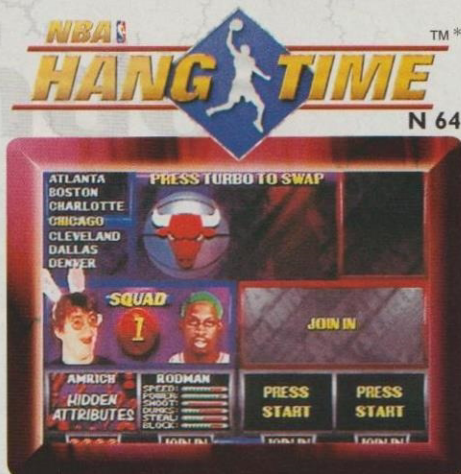 NBA
HANG TIME
TM*
N 64
ATLANTA
BOSTON
CHARLOTTE
CHICAGO
CLEVELAND
DALLAS
DENVER
PRESS TURBO TO SWAP
SQUAD
1
JOIN IN
AMRICH
HIDDEN
ATTRIBUTES
RODMAN
SPEED:
POWER:
SHOOT:
DUNKS:
STEAL:
BLOCK:
PRESS
START
PRESS
START
JOIN IN
JOIN IN
JOIN IN